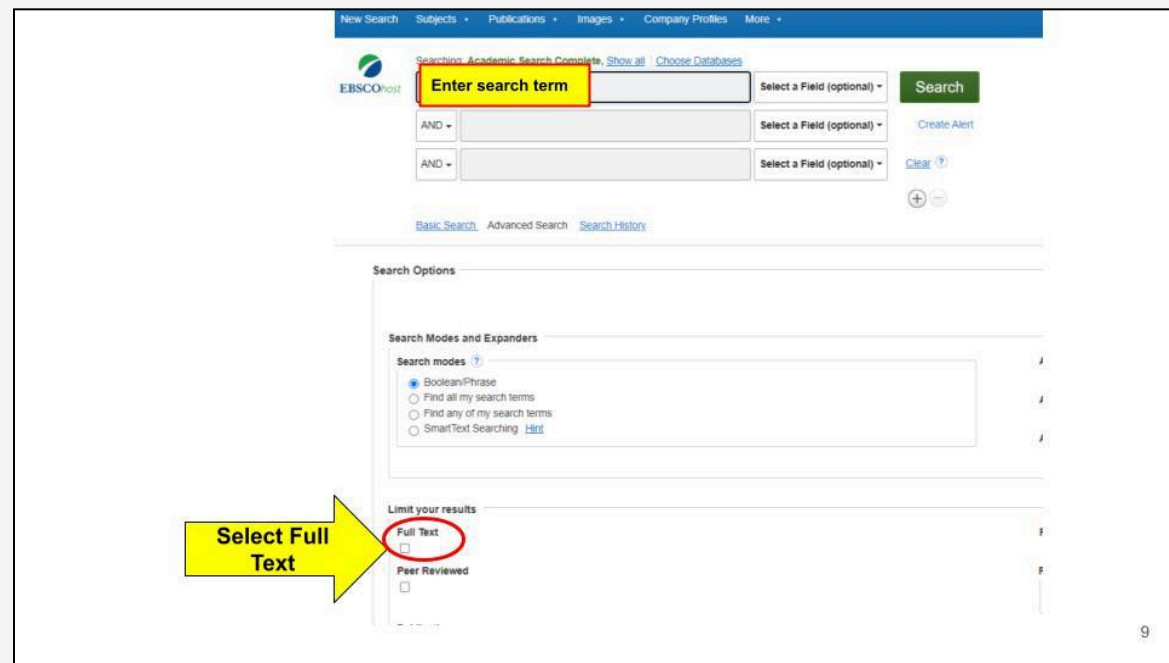 New Search Subjects Publications Images Company Profiles More
Searching: Academic Search Complete, Show all Choose Databases
EBSCOhost Enter search term Select a Field (optional) Search
AND Select a Field (optional) Create Alert
AND Select a Field (optional) Clear ?
Basic Search Advanced Search Search History
Search Options
Search Modes and Expanders
Search modes ?
Boolean/Phrase
Find all my search terms
Find any of my search terms
SmartText Searching Hint
Limit your results
Full Text
Select Full
Text
Peer Reviewed
9